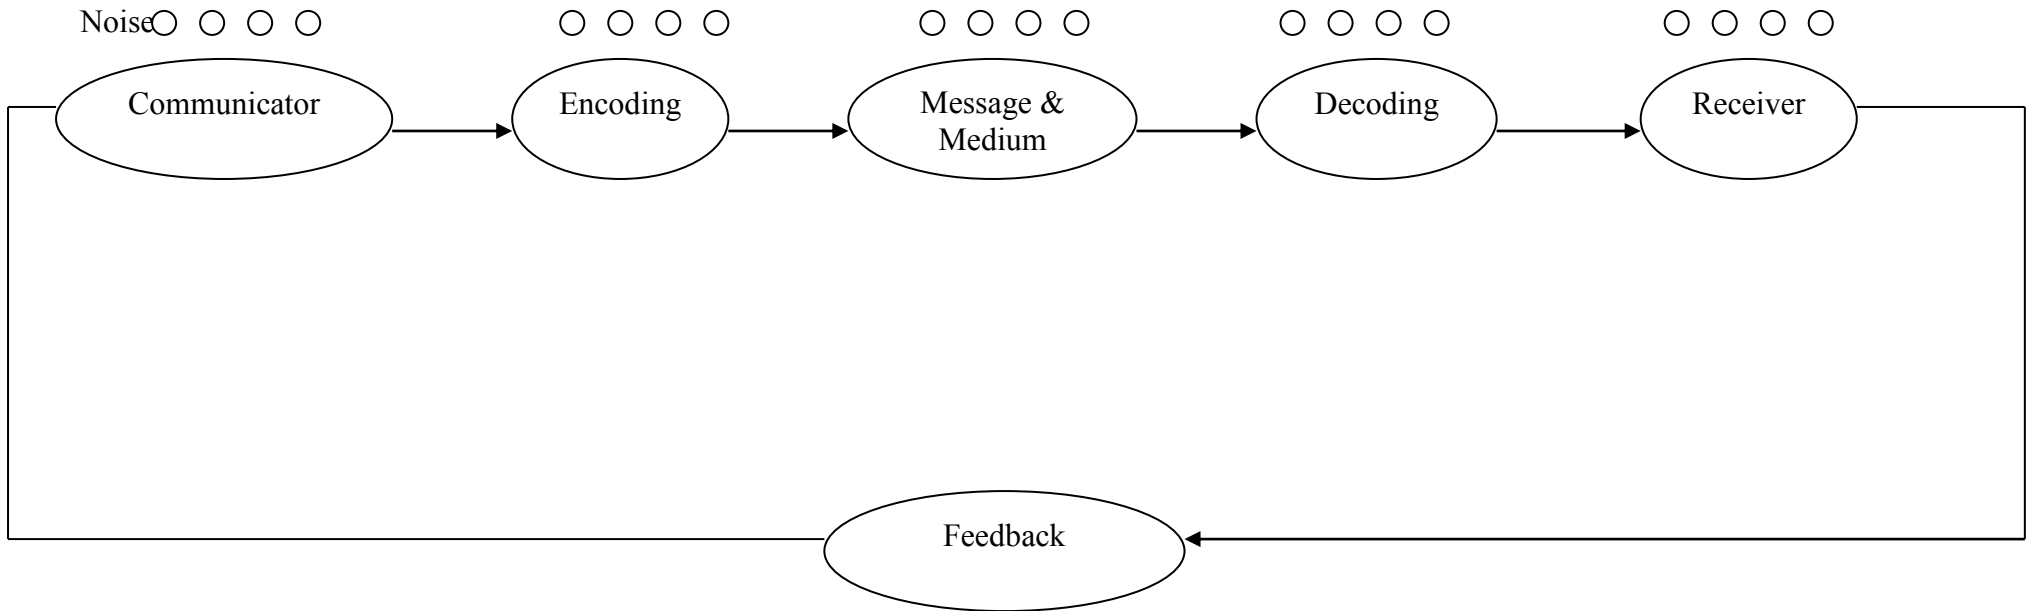 Noise
Communicator
Encoding
Message &
Medium
Decoding
Receiver
Feedback